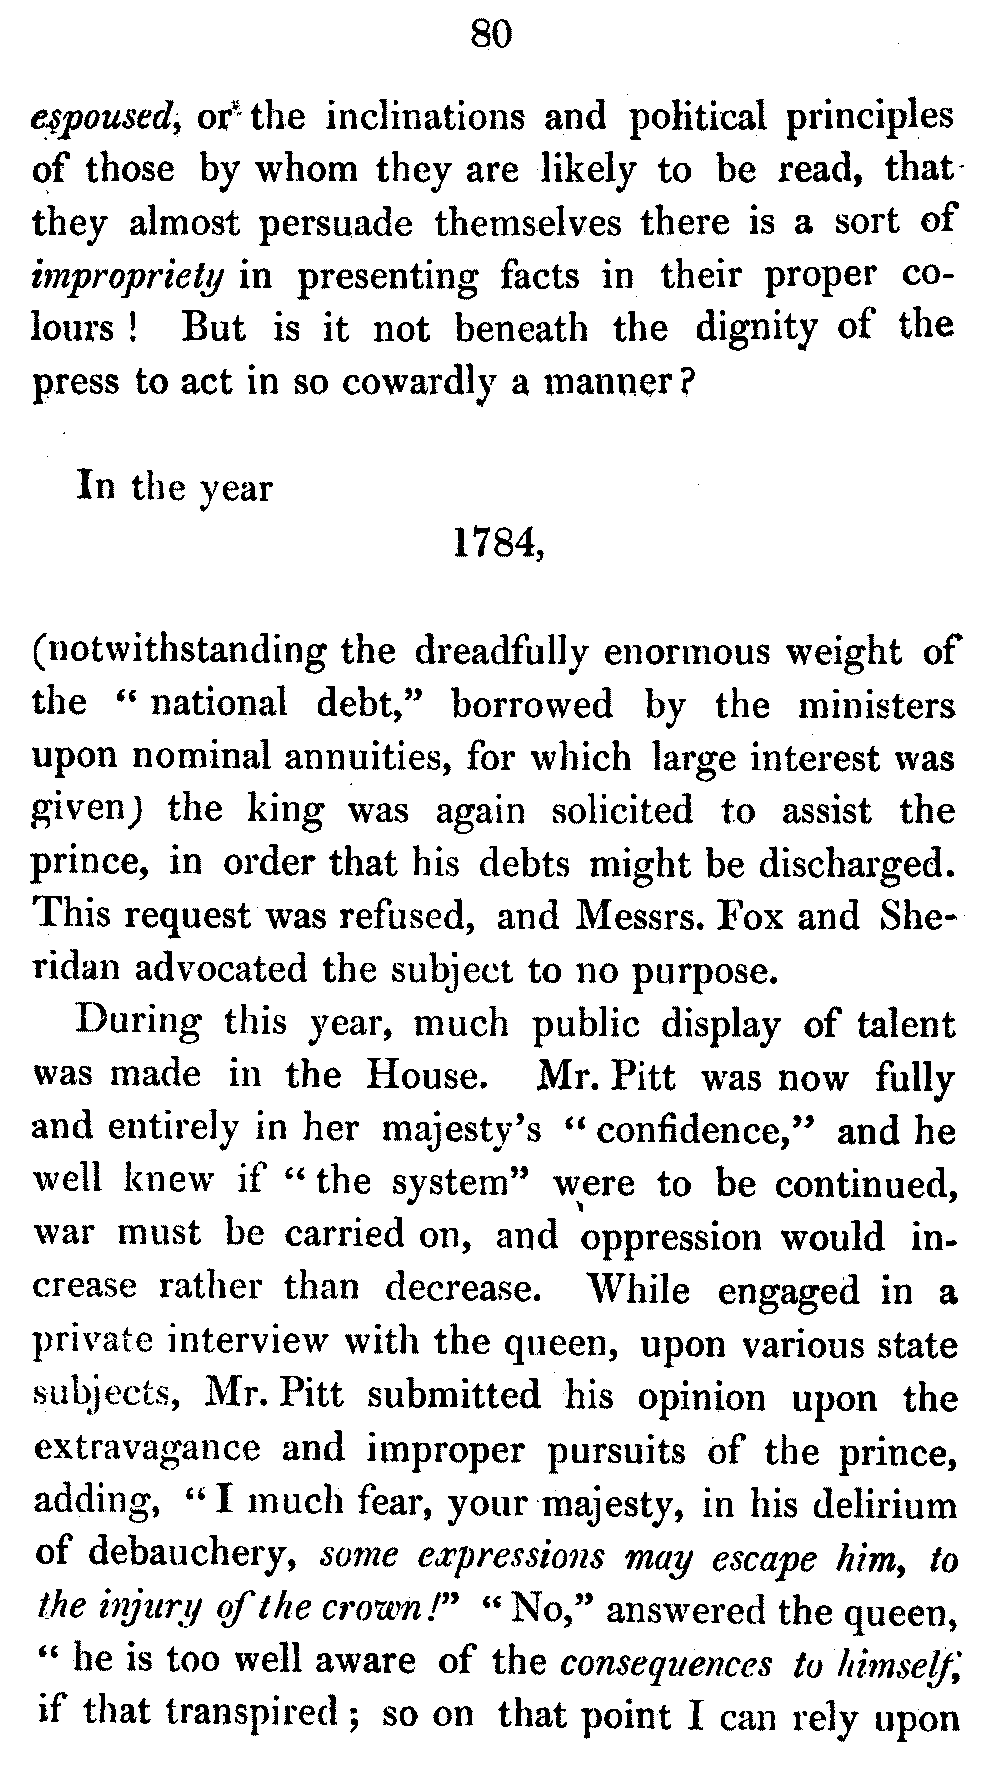 80
espoused, or the inclinations and political principles
of those by whom they are likely to be read, that
they almost persuade themselves there is a sort of
impropriety in presenting facts in their proper co-
lours ! But is it not beneath the dignity of the
press to act in so cowardly a manner?
In the year
1784,
(notwithstanding the dreadfully enormous weight of
the “ national debt,” borrowed by the ministers
upon nominal annuities, for which large interest was
given) the king was again solicited to assist the
prince, in order that his debts might be discharged.
This request was refused, and Messrs. Fox and She-
ridan advocated the subject to no purpose.
During this year, much public display of talent
was made in the House. Mr. Pitt was now fully
and entirely in her majesty’s “ confidence,” and he
well knew if “ the system” were to be continued,
war must be carried on, and oppression would in-
crease rather than decrease. While engaged in a
private interview with the queen, upon various state
subjects, Mr. Pitt submitted his opinion upon the
extravagance and improper pursuits of the prince,
adding, “ I much fear, your majesty, in his delirium
of debauchery, some expressions may escape him, to
the injury of the crown!” “ No,” answered the queen,
“ he is too well aware of the consequences to himself,
if that transpired ; so on that point I can rely upon